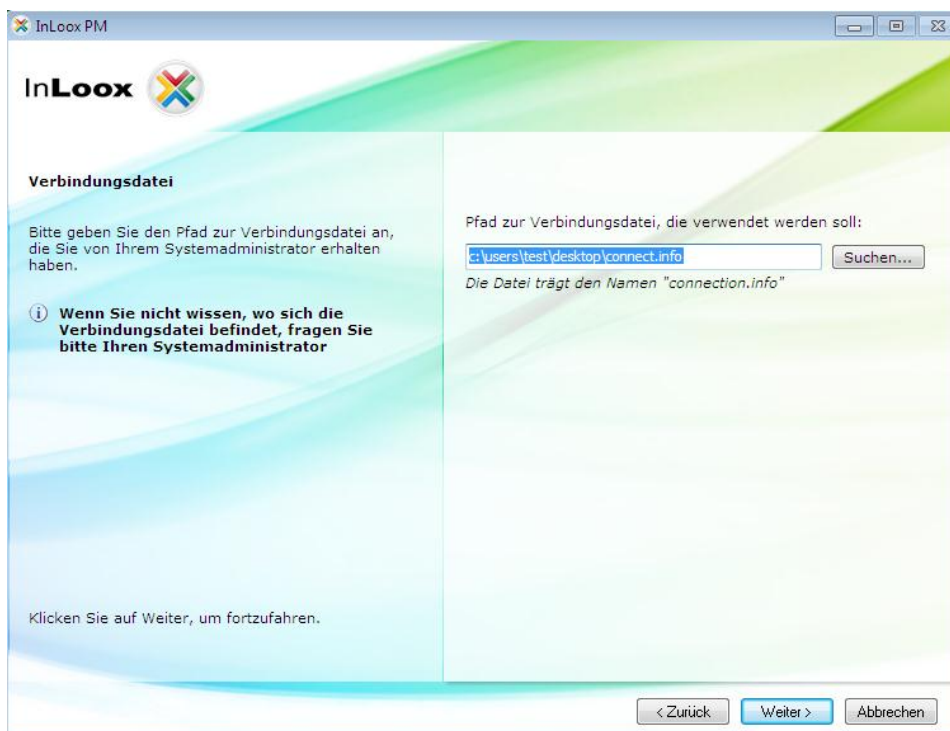 InLoox PM
InLoox
Verbindungsdatei
Bitte geben Sie den Pfad zur Verbindungsdatei an,
die Sie von Ihrem Systemadministrator erhalten
haben.
Wenn Sie nicht wissen, wo sich die
Verbindungsdatei befindet, fragen Sie
bitte Ihren Systemadministrator
Klicken Sie auf Weiter, um fortzufahren.
Pfad zur Verbindungsdatei, die verwendet werden soll:
c:\users\test\desktop\connect.info
Suchen...
Die Datei trägt den Namen "connection.info"
< Zurück
Weiter >
Abbrechen